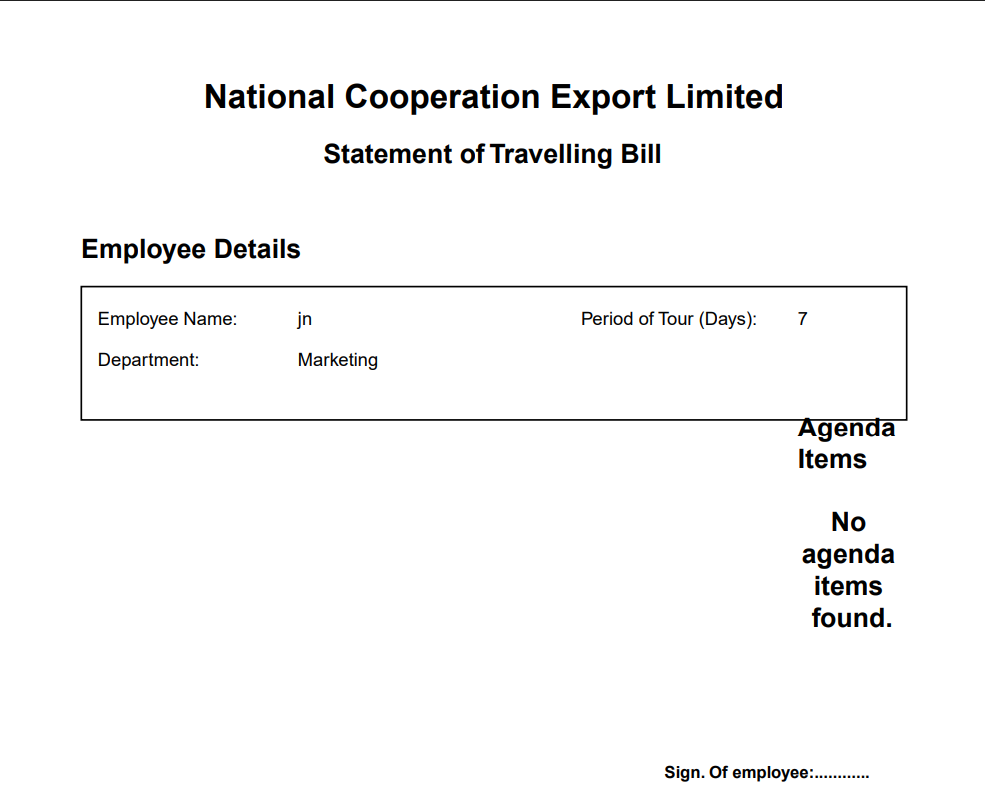 National Cooperation Export Limited
Statement of Travelling Bill
Employee Details
Employee Name: jn Period of Tour (Days): 7
Department: Marketing
Agenda
Items
No
agenda
items
found.
Sign. Of employee:............